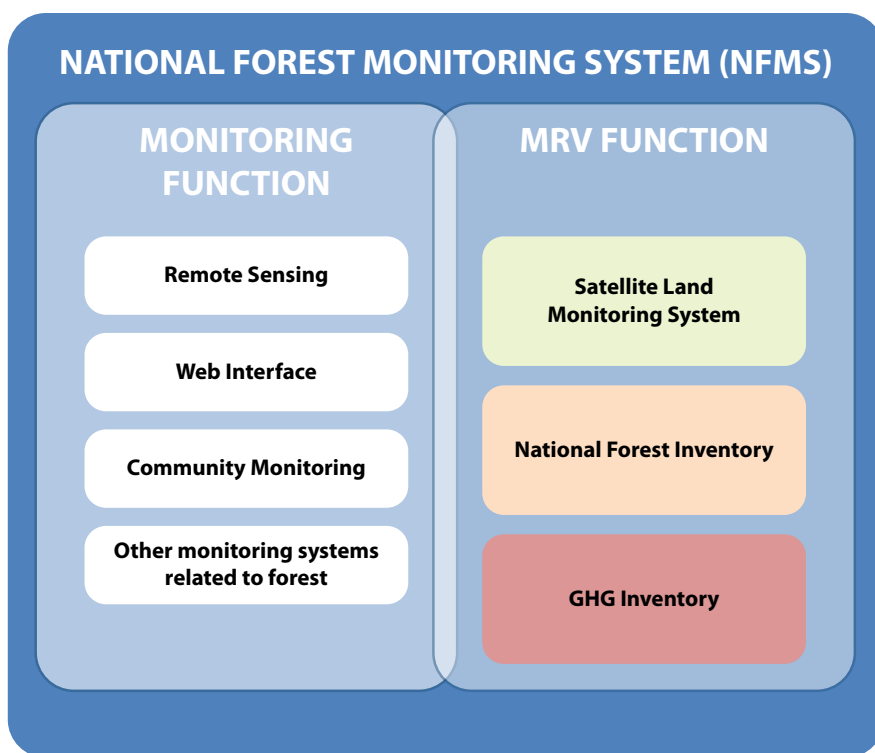 NATIONAL FOREST MONITORING SYSTEM (NFMS)
MONITORING
FUNCTION
Remote Sensing
Web Interface
Community Monitoring
Other monitoring systems
related to forest
MRV FUNCTION
Satellite Land
Monitoring System
National Forest Inventory
GHG Inventory